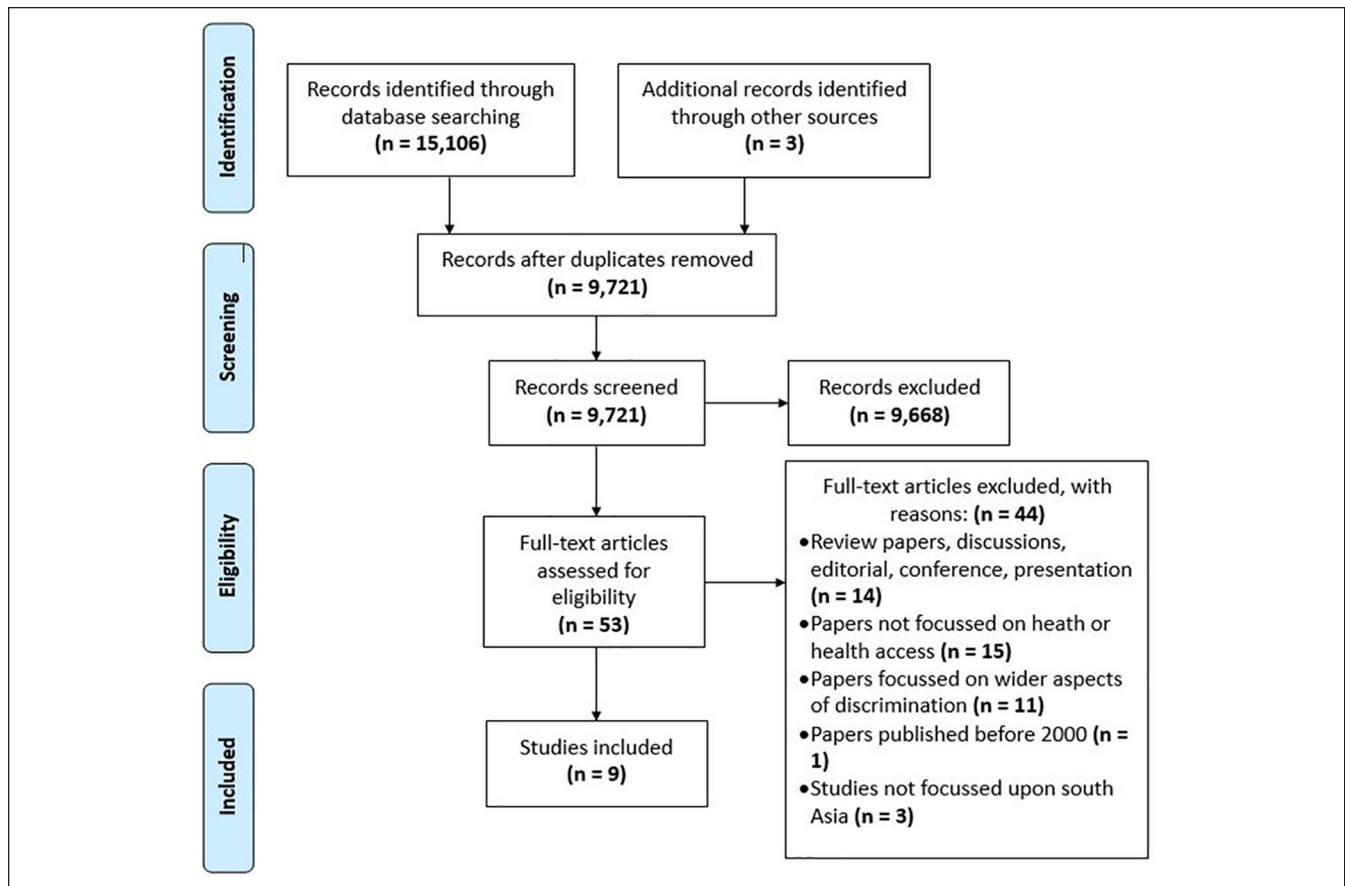 Identification
Records identified through
database searching
(n = 15,106)
Additional records identified
through other sources
(n = 3)
Records after duplicates removed
(n = 9,721)
Screening
Records screened
(n = 9,721)
Records excluded
(n = 9,668)
Eligibility
Full-text articles
assessed for
eligibility
(n = 53)
Full-text articles excluded, with
reasons: (n = 44)
•Review papers, discussions,
editorial, conference, presentation
(n = 14)
•Papers not focussed on heath or
health access (n = 15)
•Papers focussed on wider aspects
of discrimination (n = 11)
•Papers published before 2000 (n =
1)
•Studies not focussed upon south
Asia (n = 3)
Included
Studies included
(n = 9)